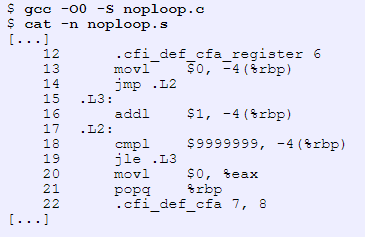 $ gcc -O0 -S noploop.c
$ cat -n noploop.s
[...]
12 .cfi_def_cfa_register 6
13 movl $0, -4(%rbp)
14 jmp .L2
15 .L3:
16 addl $1, -4(%rbp)
17 .L2:
18 cmpl $9999999, -4(%rbp)
19 jle .L3
20 movl $0, %eax
21 popq %rbp
22 .cfi_def_cfa 7, 8
[...]